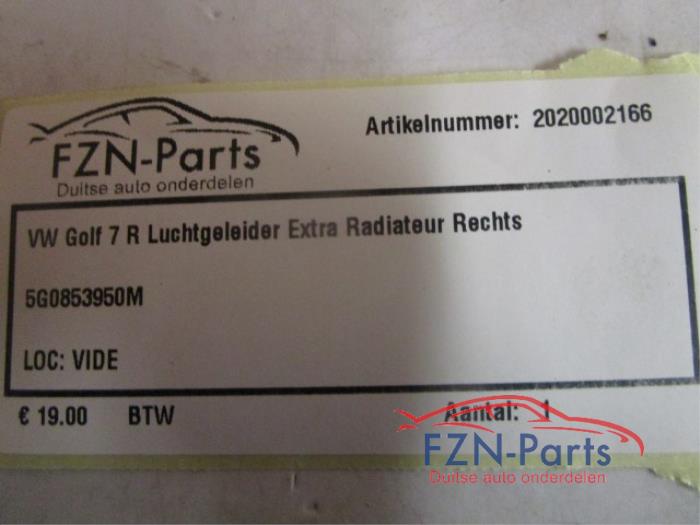 FZN-Parts
Duitse auto onderdelen
Artikelnummer: 2020002166
VW Golf 7 R Luchtgeleider Extra Radiateur Rechts
5G0853950M
LOC: VIDE
€ 19.00 BTW Aantal: 1
FZN-Parts
Duitse auto onderdelen